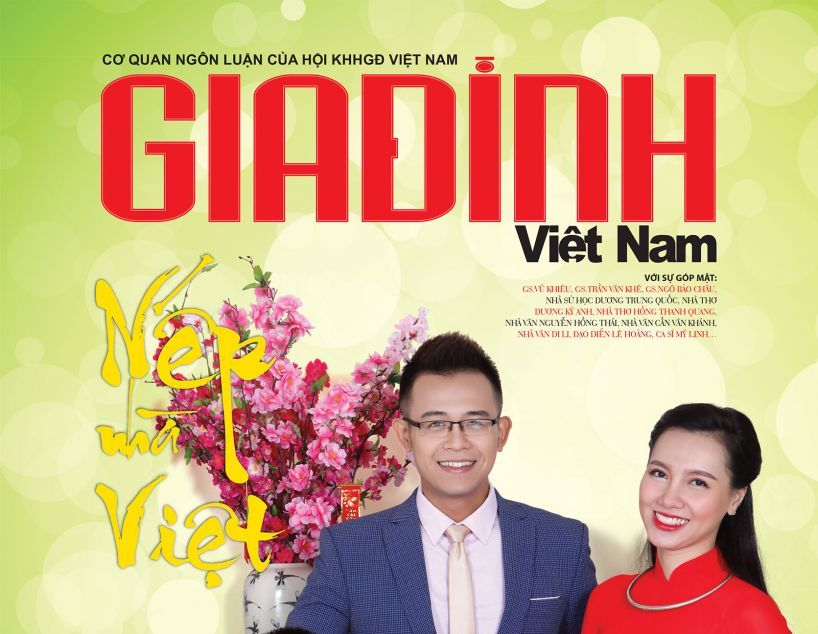 CƠ QUAN NGÔN LUẬN CỦA HỘI KHHGĐ VIỆT NAM
GIA ĐÌNH
Việt Nam
VỚI SỰ GÓP MẶT:
GS.VŨ KHIÊU, GS.TRẦN VĂN KHÊ, GS.NGÔ BẢO CHÂU,
NHÀ SỬ HỌC DƯƠNG TRUNG QUỐC, NHÀ THƠ
DƯƠNG KỲ ANH, NHÀ THƠ HỒNG THANH QUANG,
NHÀ VĂN NGUYỄN HỒNG THÁI, NHÀ VĂN CẤN VÂN KHÁNH,
NHÀ VĂN DI LI, ĐẠO DIỄN LÊ HOÀNG, CA SĨ MỸ LINH...
Nếp
nhà
Việt